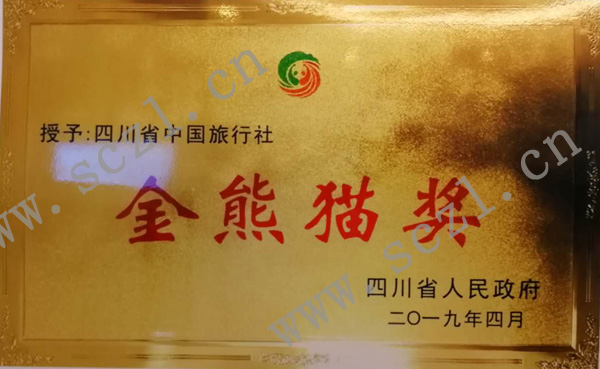 授予:四川省中国旅行社
金熊猫奖
四川省人民政府
二〇一九年四月
www.sczl.cn
www.sczl.cn